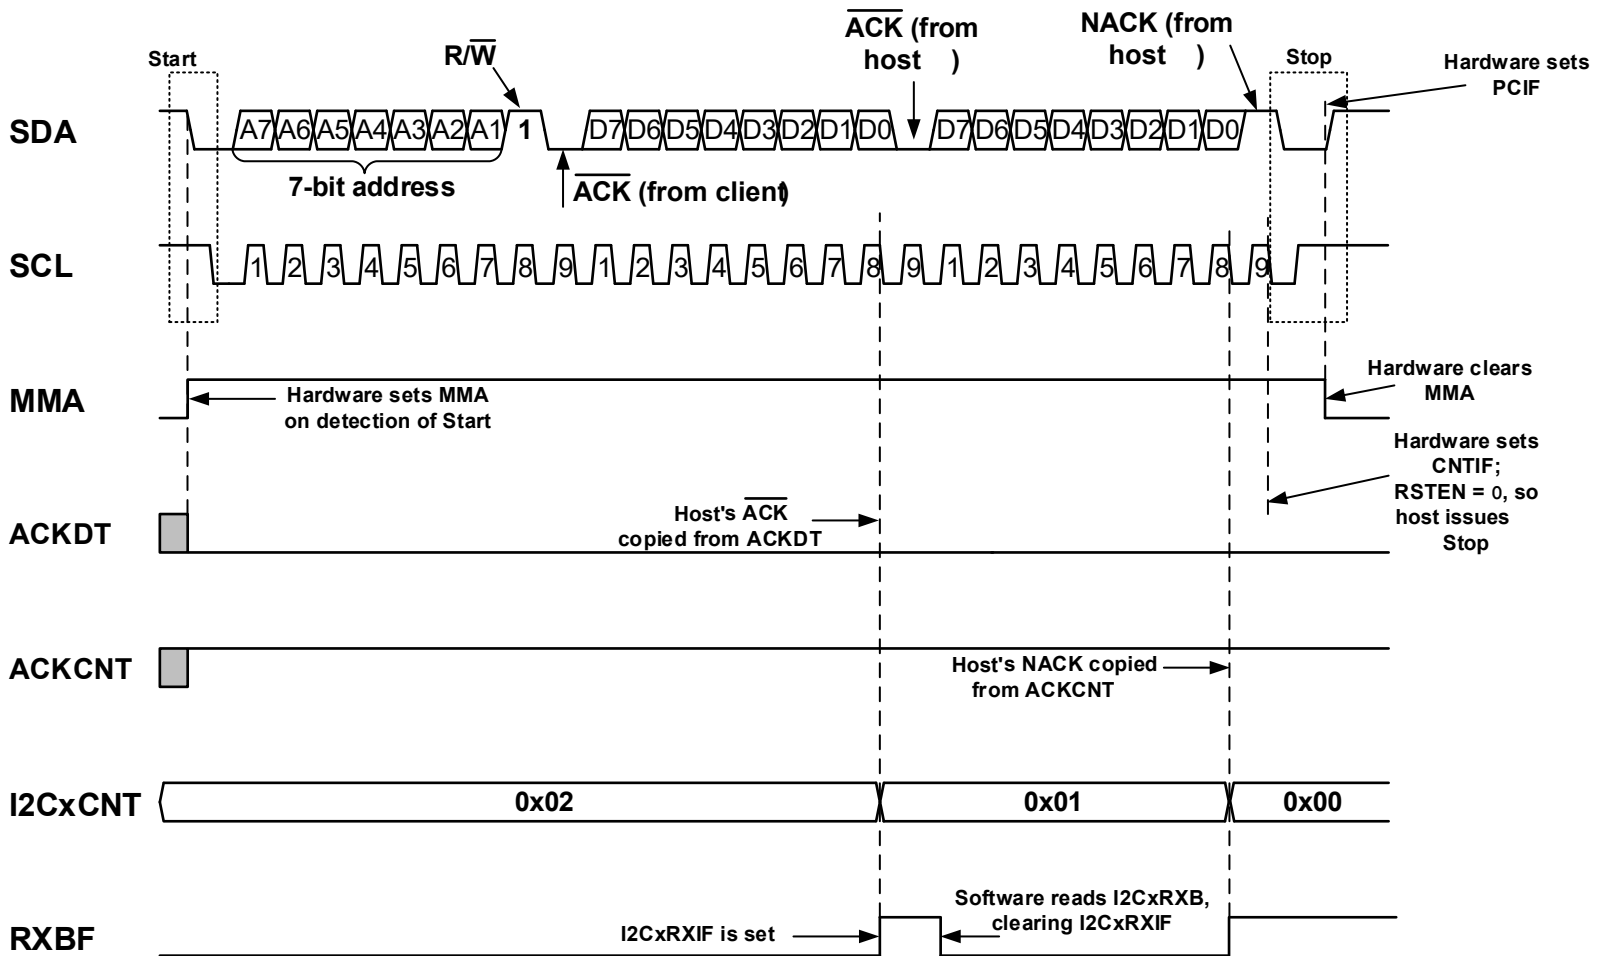 ACK (from host )
NACK (from host )
Start
R/W
Stop
Hardware sets
PCIF
SDA
A7 A6 A5 A4 A3 A2 A1 1 D7 D6 D5 D4 D3 D2 D1 D0 D7 D6 D5 D4 D3 D2 D1 D0
7-bit address
ACK (from client)
SCL
1 2 3 4 5 6 7 8 9 1 2 3 4 5 6 7 8 9 1 2 3 4 5 6 7 8 9
MMA
Hardware sets MMA
on detection of Start
Hardware clears
MMA
Hardware sets
CNTIF;
RSTEN = 0, so
host issues
Stop
ACKDT
Host's ACK
copied from ACKDT
ACKCNT
Host's NACK copied
from ACKCNT
I2CxCNT
0x02 0x01 0x00
RXBF
I2CxRXIF is set
Software reads I2CxRXB,
clearing I2CxRXIF